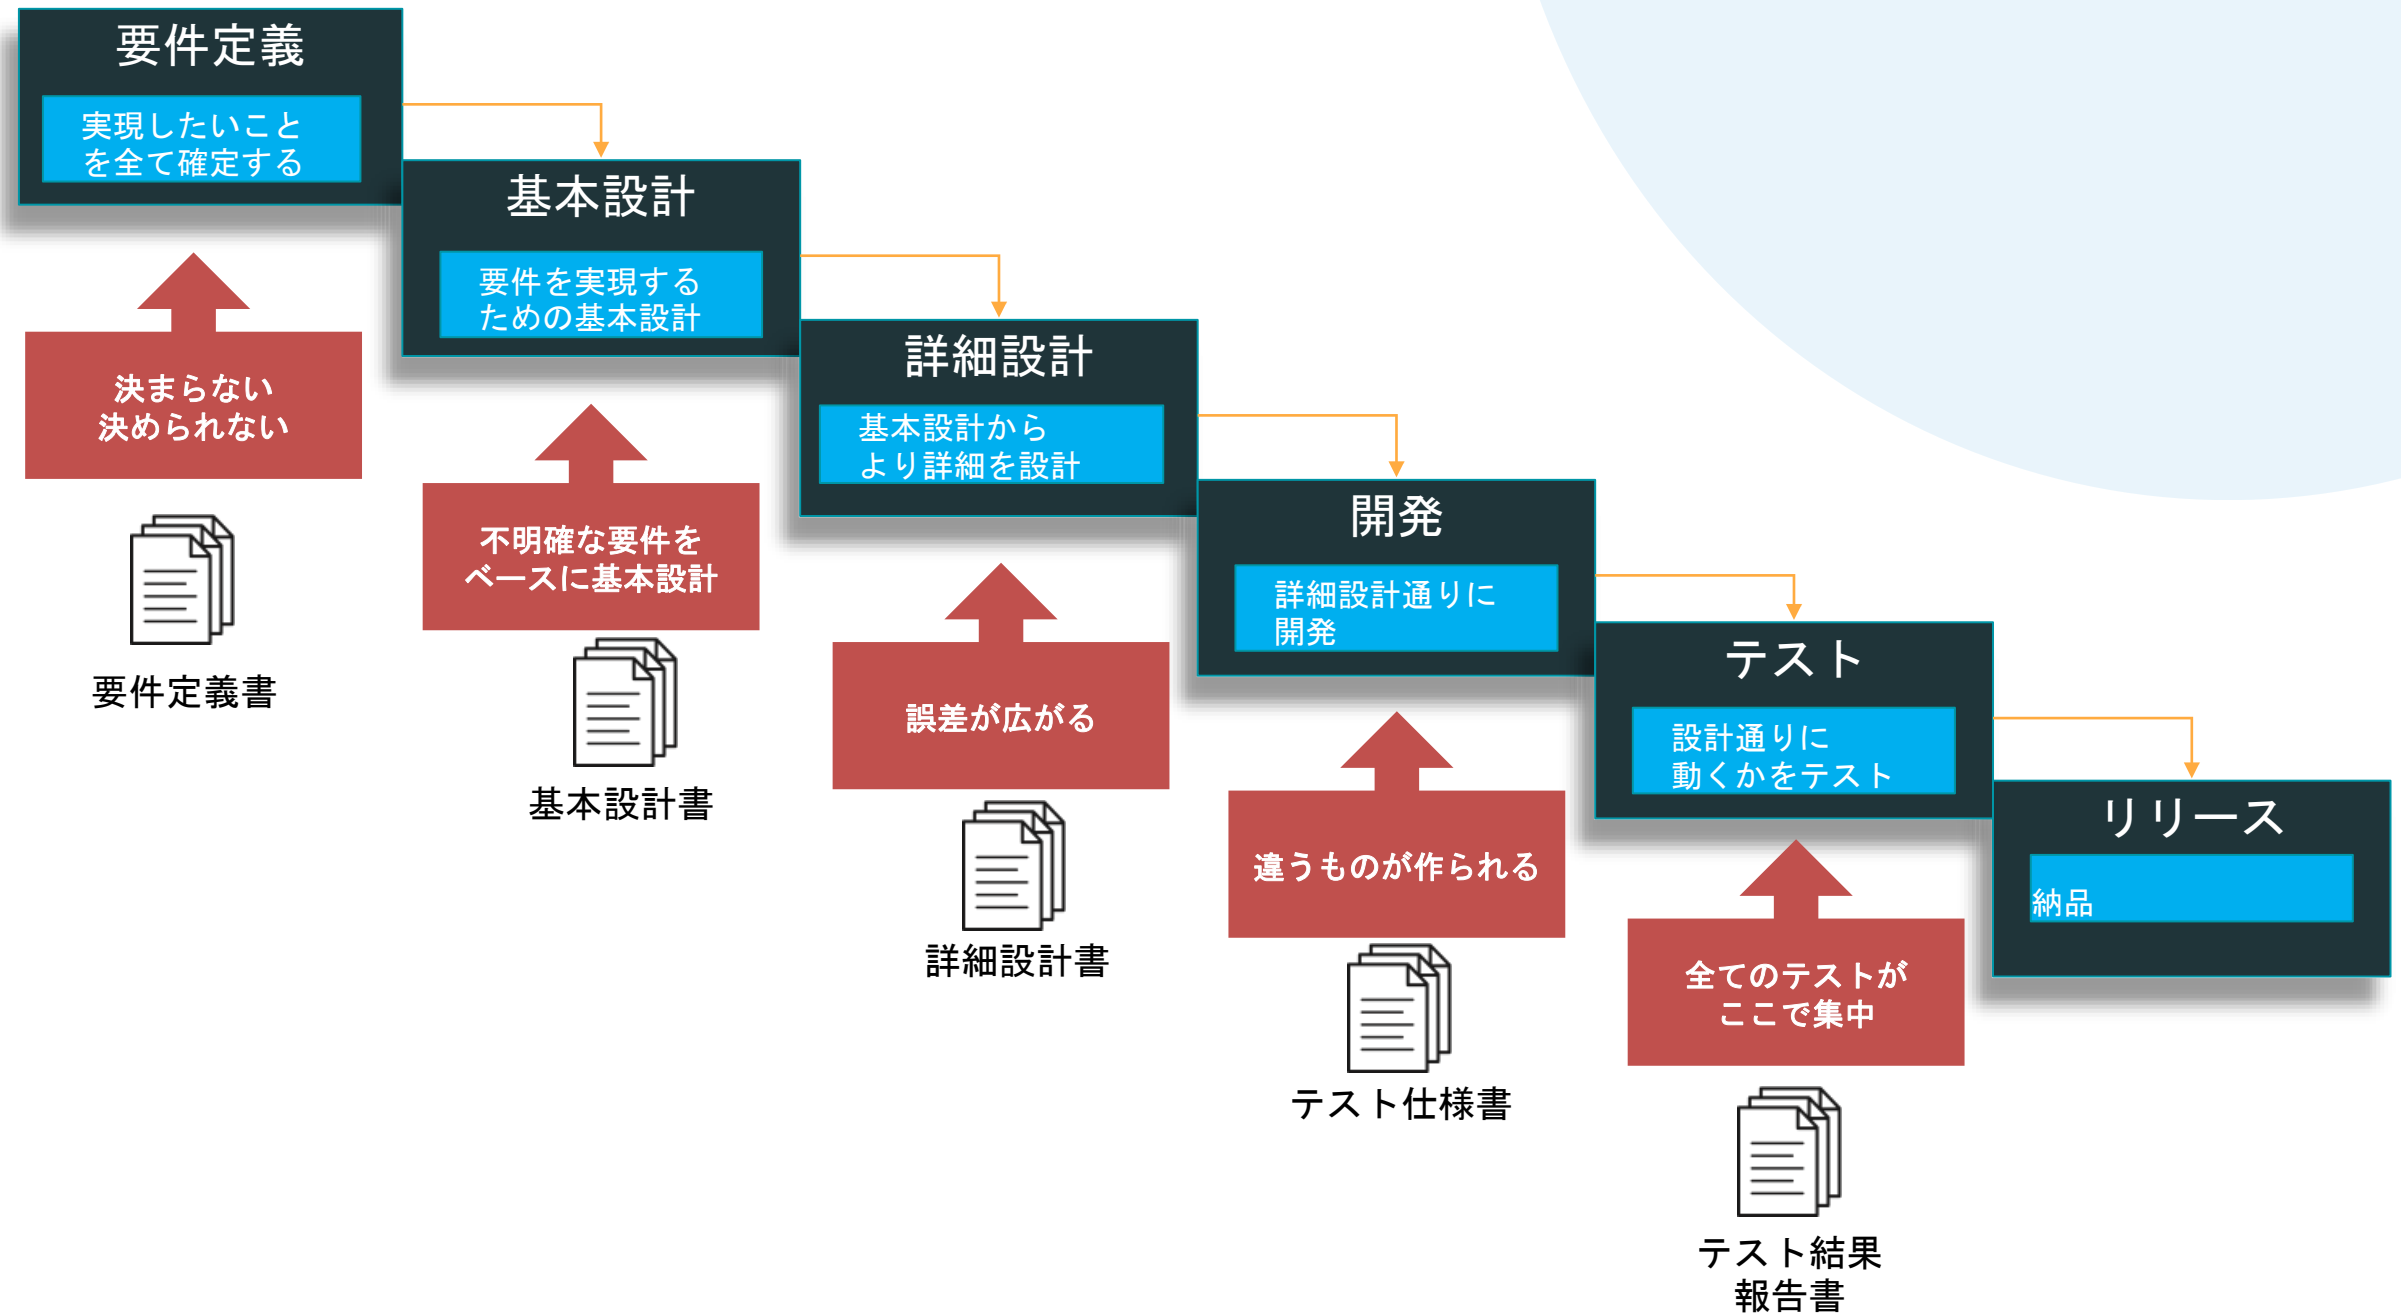 要件定義
実現したいこと
を全て確定する
決まらない
決められない
要件定義書
基本設計
要件を実現する
ための基本設計
不明確な要件を
ベースに基本設計
基本設計書
詳細設計
基本設計から
より詳細を設計
誤差が広がる
詳細設計書
開発
詳細設計通りに
開発
違うものが作られる
テスト仕様書
テスト
設計通りに
動くかをテスト
全てのテストが
ここで集中
テスト結果
報告書
リリース
納品